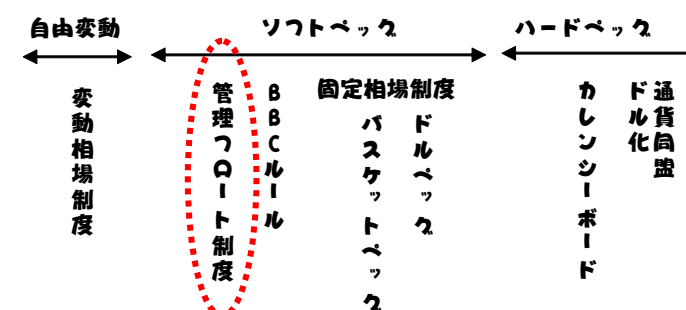 自由変動
ソフトペッグ
ハードペッグ
変動相場制度
管理フロート制度
BBCルール
固定相場制度
バスケットペッグ
ドルペッグ
カレンシーボード
ドル化
通貨同盟